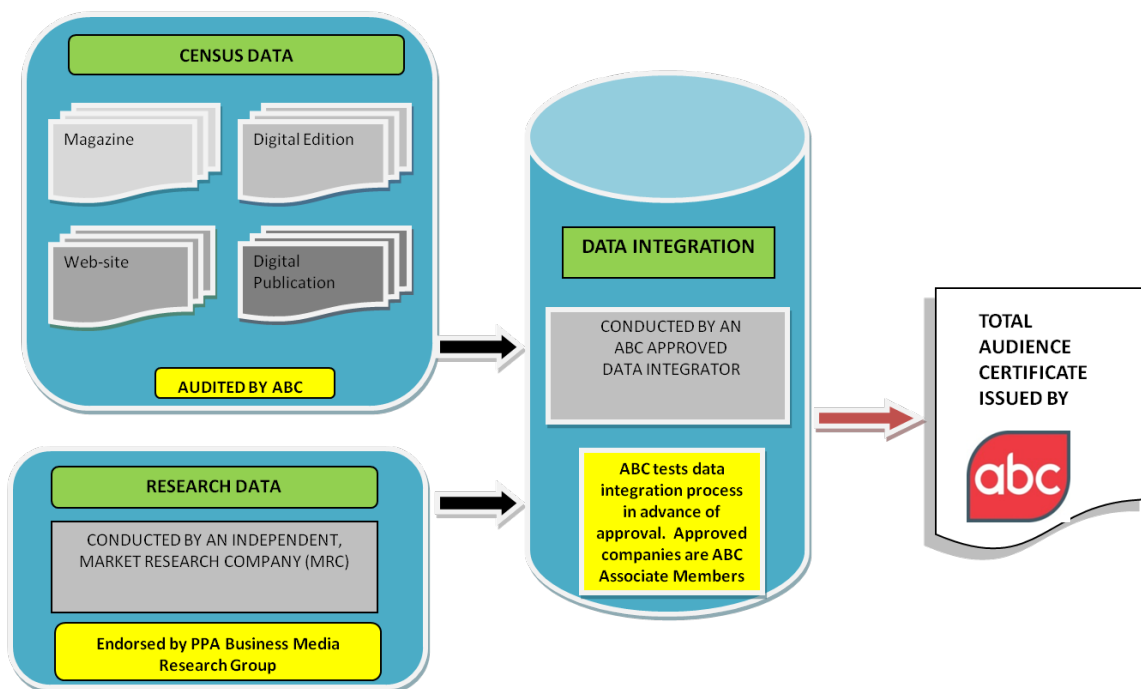 CENSUS DATA
Magazine
Digital Edition
Web-site
Digital
Publication
AUDITED BY ABC
RESEARCH DATA
CONDUCTED BY AN INDEPENDENT,
MARKET RESEARCH COMPANY (MRC)
Endorsed by PPA Business Media
Research Group
DATA INTEGRATION
CONDUCTED BY AN
ABC APPROVED
DATA INTEGRATOR
ABC tests data
integration process
in advance of
approval.  Approved
companies are ABC
Associate Members
TOTAL
AUDIENCE
CERTIFICATE
ISSUED BY
abc